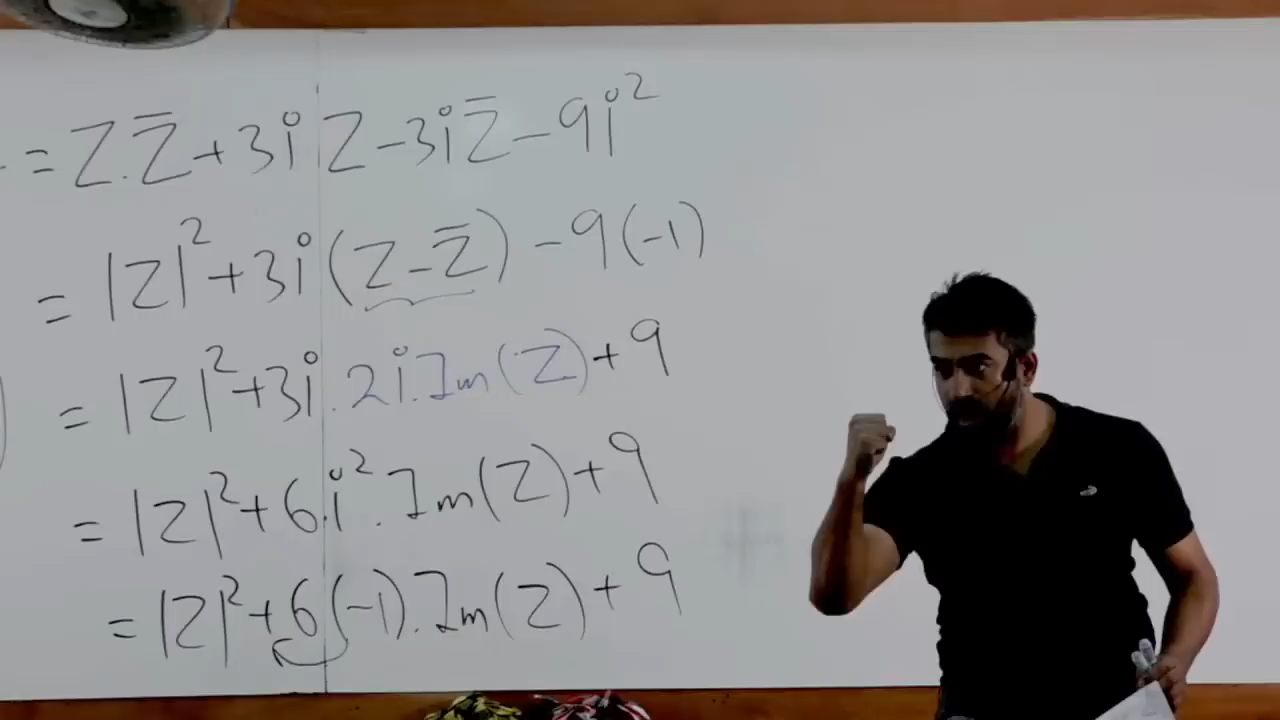 = Z.Z̅ + 3i Z - 3i Z̅ - 9i²
= |Z|² + 3i (Z - Z̅) - 9(-1)
= |Z|² + 3i . 2i . Im(Z) + 9
= |Z|² + 6.i² . Im(Z) + 9
= |Z|² + 6(-1) . Im(Z) + 9